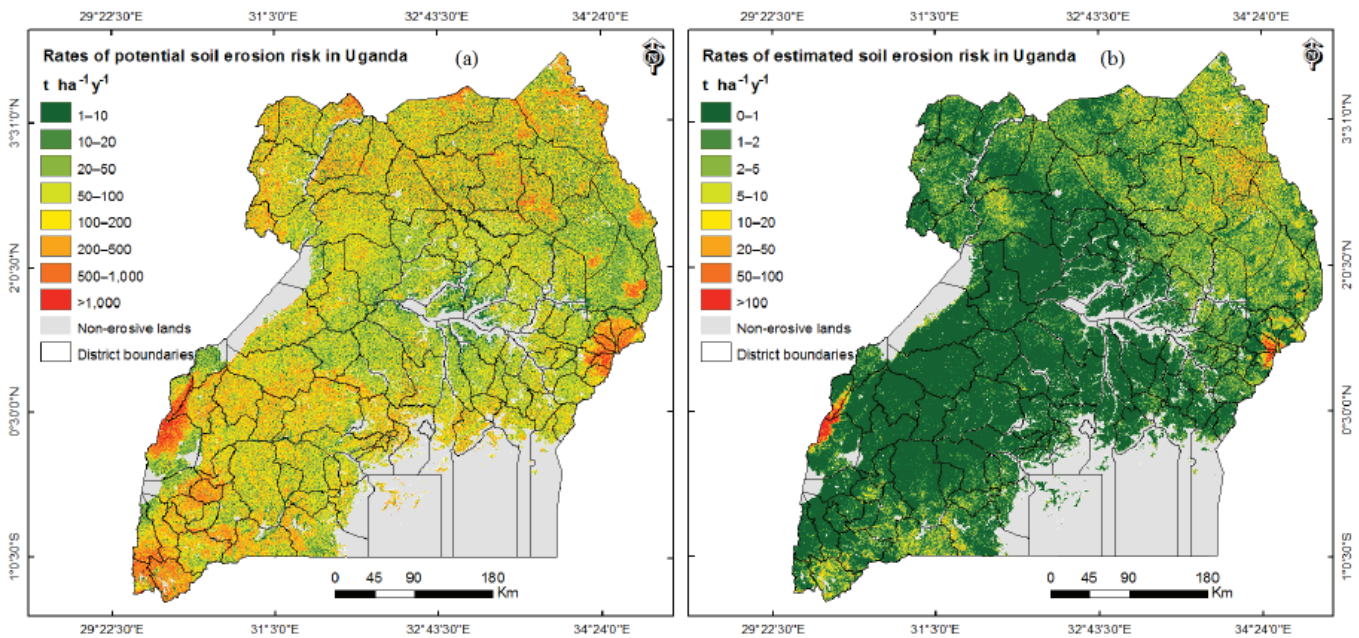 29°22'30"E 31°3'0"E 32°43'30"E 34°24'0"E 29°22'30"E 31°3'0"E 32°43'30"E 34°24'0"E
Rates of potential soil erosion risk in Uganda (a)
N
t ha⁻¹y⁻¹
1–10
10–20
20–50
50–100
100–200
200–500
500–1,000
>1,000
Non-erosive lands
District boundaries
0 45 90 180
Km
3°31'0"N
2°0'30"N
0°30'0"N
1°0'30"S
Rates of estimated soil erosion risk in Uganda (b)
N
t ha⁻¹y⁻¹
0–1
1–2
2–5
5–10
10–20
20–50
50–100
>100
Non-erosive lands
District boundaries
0 45 90 180
Km
3°31'0"N
2°0'30"N
0°30'0"N
1°0'30"S
29°22'30"E 31°3'0"E 32°43'30"E 34°24'0"E 29°22'30"E 31°3'0"E 32°43'30"E 34°24'0"E